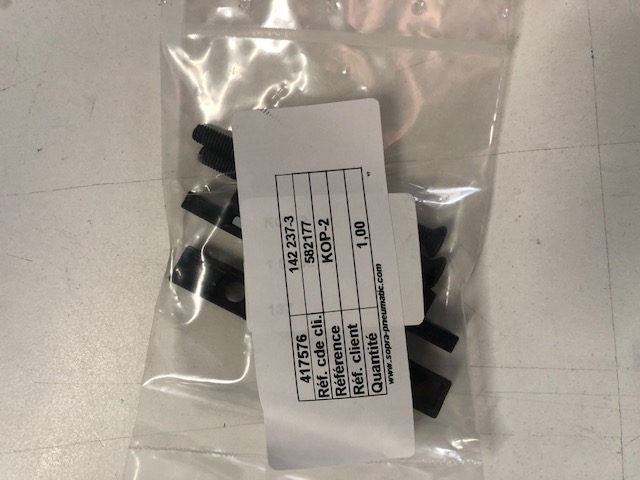 417576 142 237-3
Réf. cde cli. 582177
Référence KOP-2
Réf. client
Quantité 1,00
www.sopra-pneumatic.com